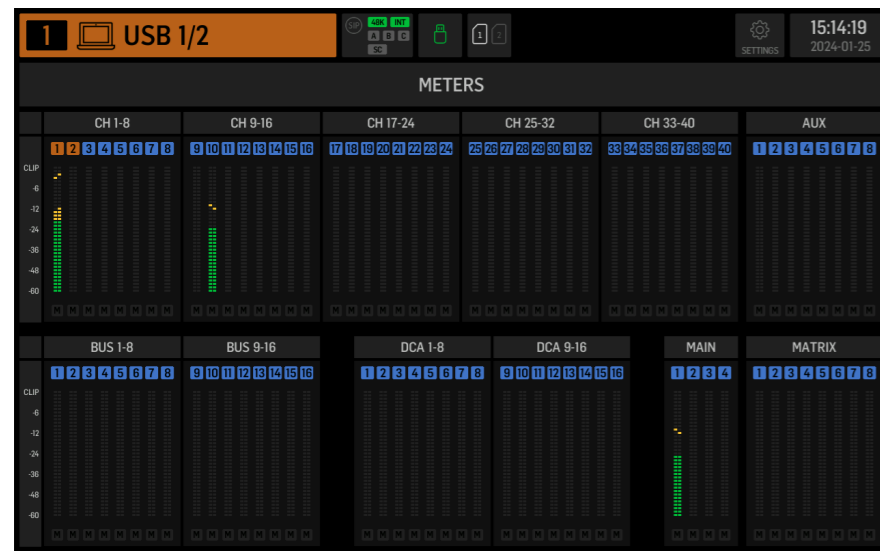 1 USB 1/2
SIP 48K INT
A B C
SC
1 2
SETTINGS
15:14:19
2024-01-25
METERS
CH 1-8 CH 9-16 CH 17-24 CH 25-32 CH 33-40 AUX
1 2 3 4 5 6 7 8 9 10 11 12 13 14 15 16 17 18 19 20 21 22 23 24 25 26 27 28 29 30 31 32 33 34 35 36 37 38 39 40 1 2 3 4 5 6 7 8
CLIP
-6
-12
-24
-36
-48
-60
M M M M M M M M M M M M M M M M M M M M M M M M M M M M M M M M M M M M M M M M M M M M M M M M
BUS 1-8 BUS 9-16 DCA 1-8 DCA 9-16 MAIN MATRIX
1 2 3 4 5 6 7 8 9 10 11 12 13 14 15 16 1 2 3 4 5 6 7 8 9 10 11 12 13 14 15 16 1 2 3 4 1 2 3 4 5 6 7 8
CLIP
-6
-12
-24
-36
-48
-60
M M M M M M M M M M M M M M M M M M M M M M M M M M M M M M M M M M M M M M M M M M M M